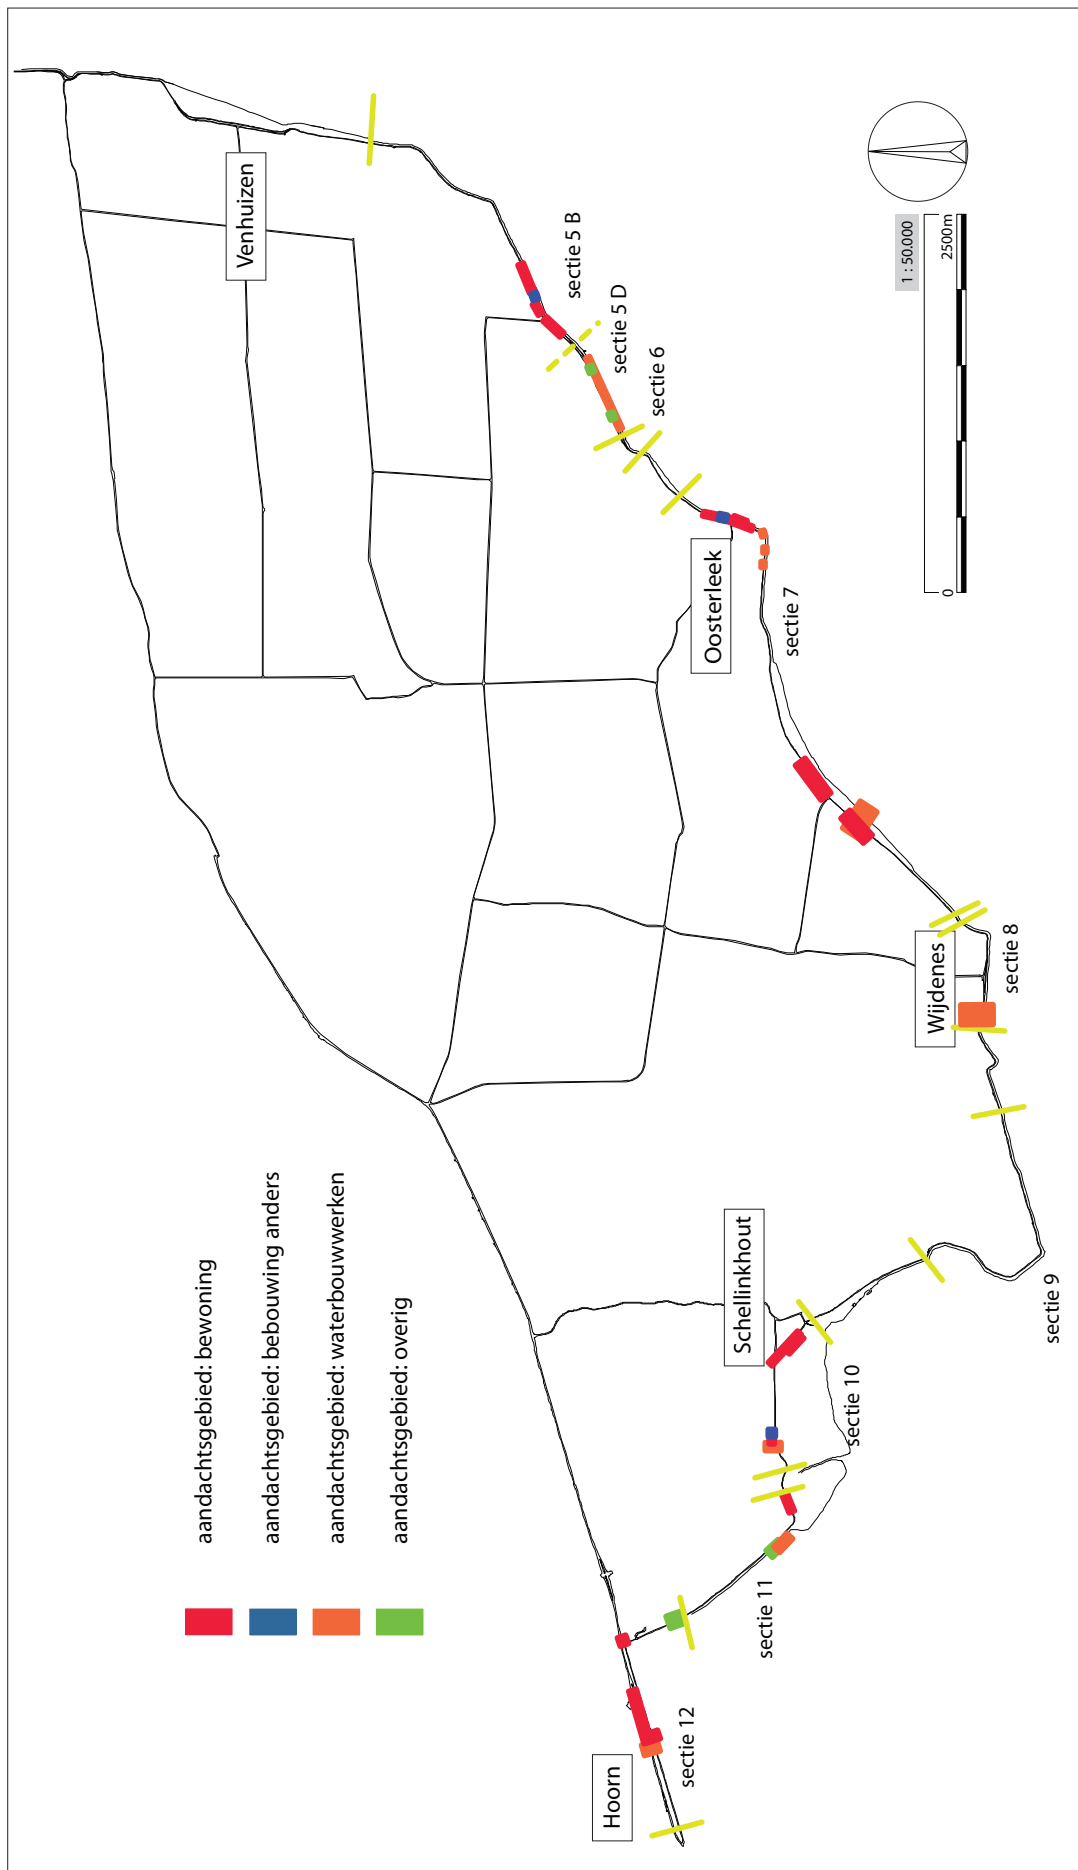 aandachtsgebied: bewoning
aandachtsgebied: bebouwing anders
aandachtsgebied: waterbouwwerken
aandachtsgebied: overig
Venhuizen
sectie 5 B
sectie 5 D
sectie 6
Oosterleek
sectie 7
Wijdenes
sectie 8
Schellinkhout
sectie 9
sectie 10
sectie 11
Hoorn
sectie 12
1 : 50.000
0
2500m